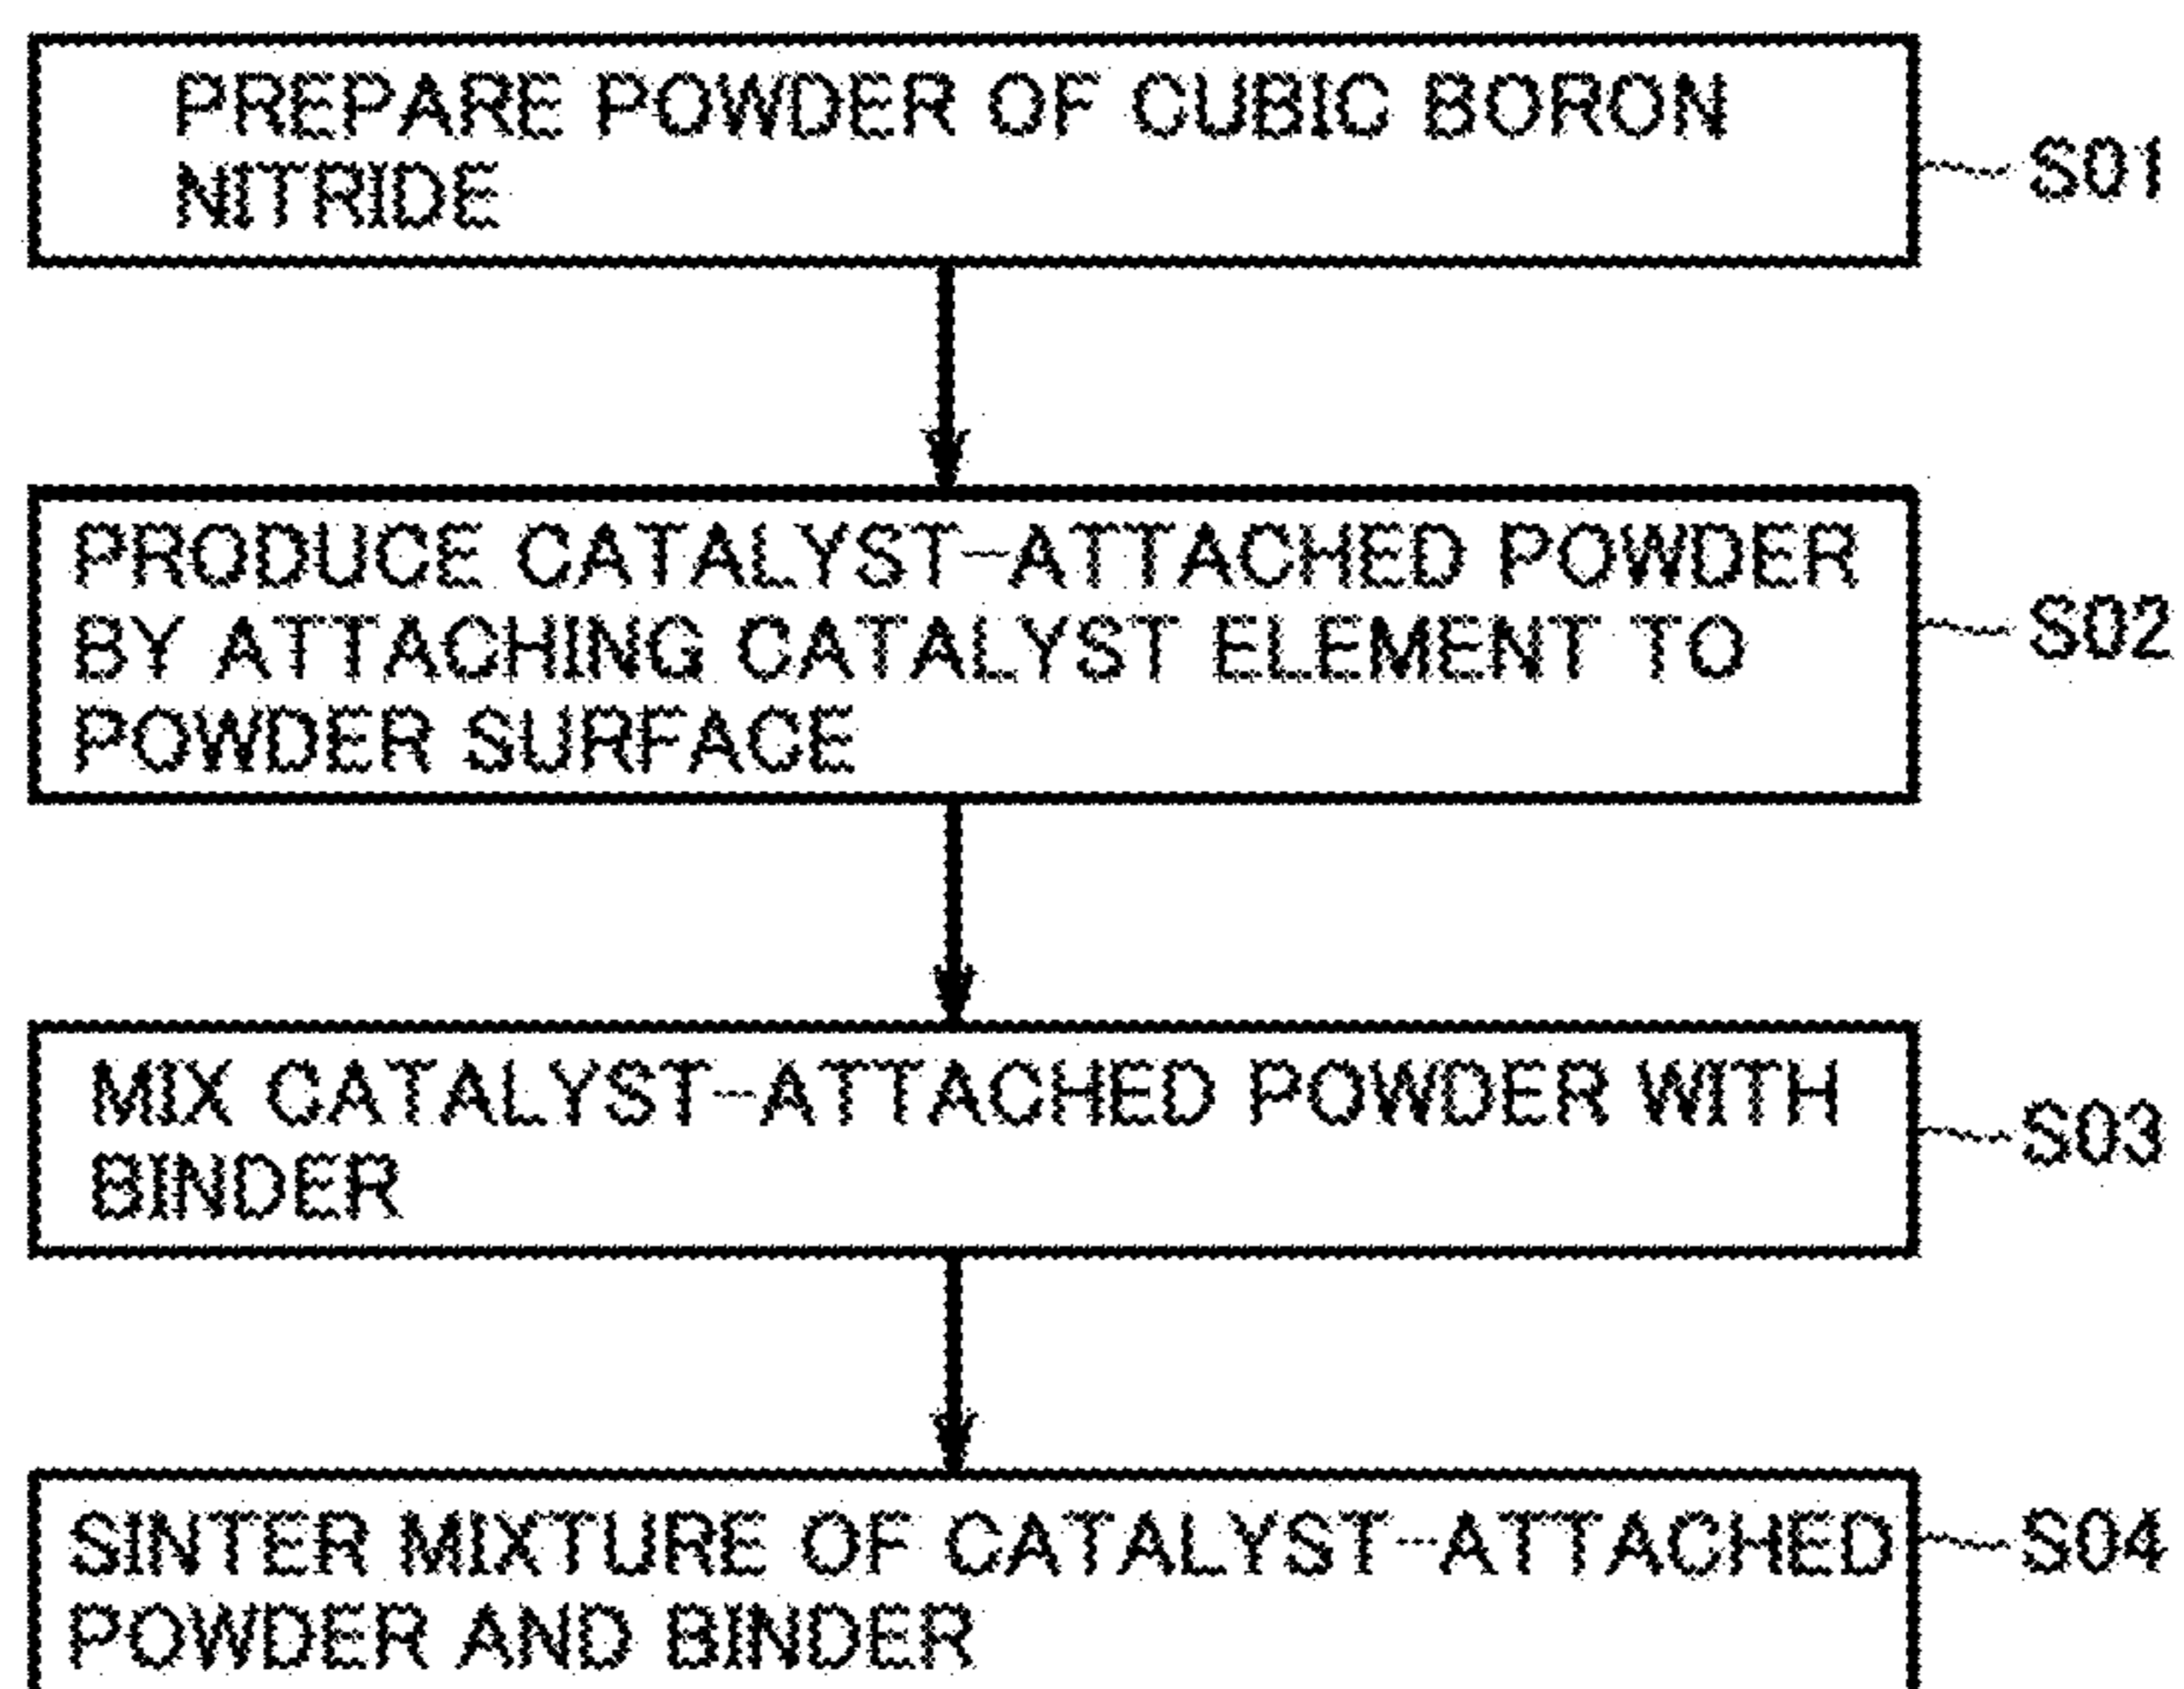 PREPARE POWDER OF CUBIC BORON
NITRIDE
S01
PRODUCE CATALYST-ATTACHED POWDER
BY ATTACHING CATALYST ELEMENT TO
POWDER SURFACE
S02
MIX CATALYST-ATTACHED POWDER WITH
BINDER
S03
SINTER MIXTURE OF CATALYST-ATTACHED
POWDER AND BINDER
S04